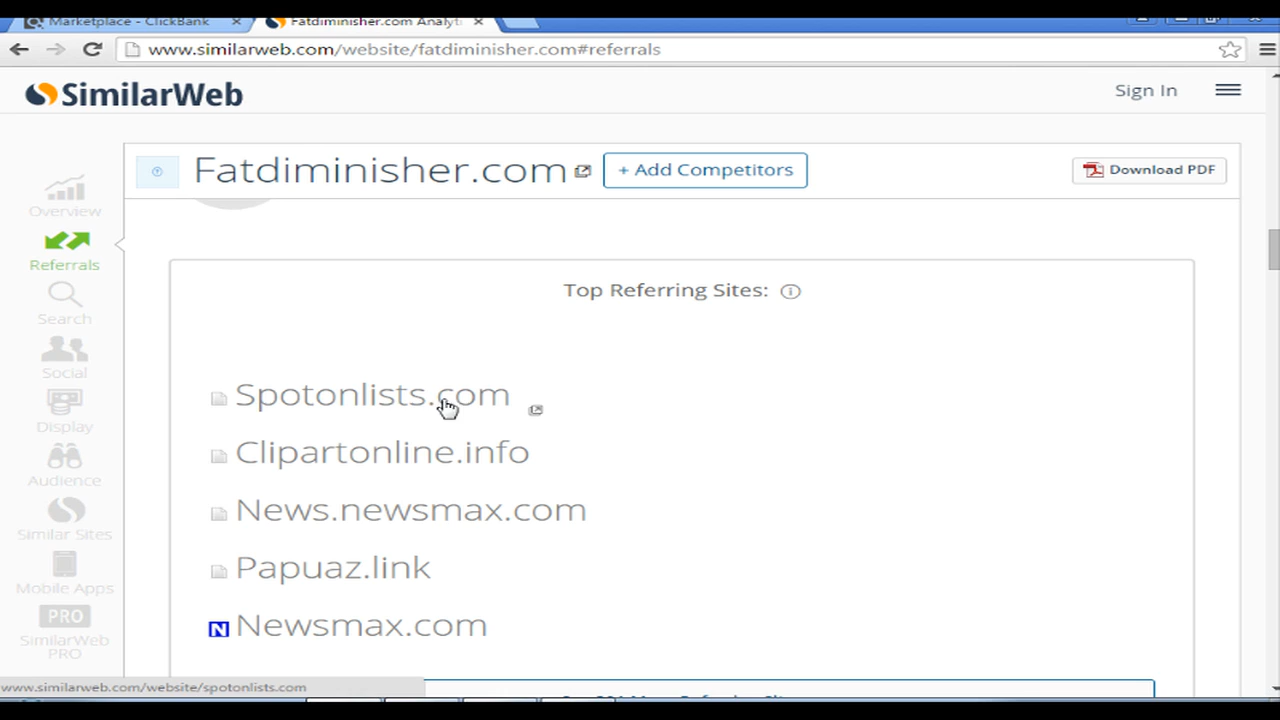 Marketplace - ClickBank
Fatdiminisher.com Analyti
www.similarweb.com/website/fatdiminisher.com#referrals
SimilarWeb
Sign In
Fatdiminisher.com
+ Add Competitors
Download PDF
Overview
Referrals
Search
Social
Display
Audience
Similar Sites
Mobile Apps
PRO
SimilarWeb
PRO
Top Referring Sites:
Spotonlists.com
Clipartonline.info
News.newsmax.com
Papuaz.link
N Newsmax.com
www.similarweb.com/website/spotonlists.com